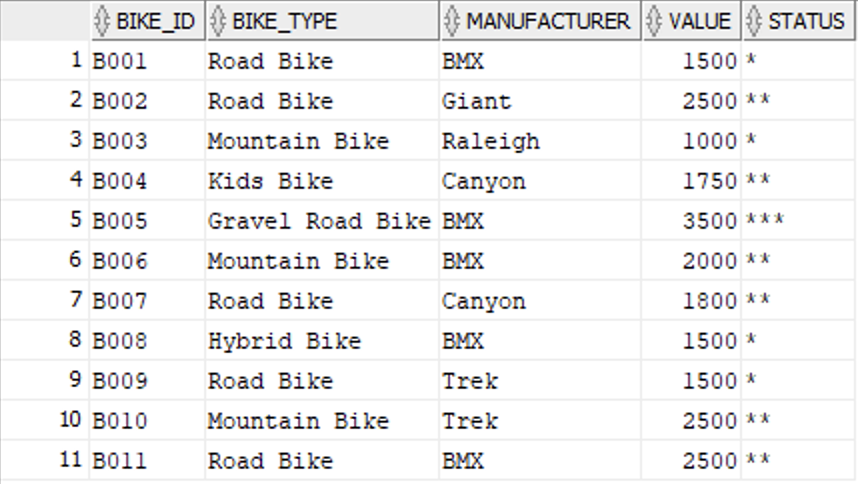 BIKE_ID BIKE_TYPE MANUFACTURER VALUE STATUS
1 B001 Road Bike BMX 1500 *
2 B002 Road Bike Giant 2500 **
3 B003 Mountain Bike Raleigh 1000 *
4 B004 Kids Bike Canyon 1750 **
5 B005 Gravel Road Bike BMX 3500 ***
6 B006 Mountain Bike BMX 2000 **
7 B007 Road Bike Canyon 1800 **
8 B008 Hybrid Bike BMX 1500 *
9 B009 Road Bike Trek 1500 *
10 B010 Mountain Bike Trek 2500 **
11 B011 Road Bike BMX 2500 **